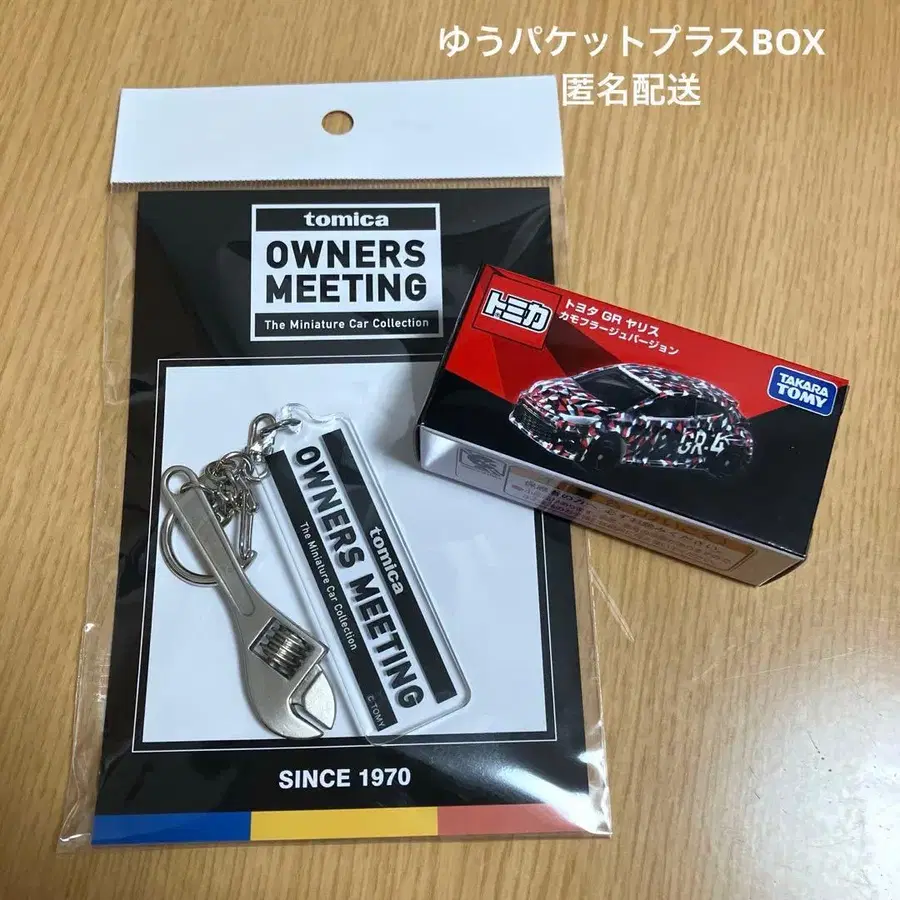 ゆうパケットプラスBOX
匿名配送
tomica
OWNERS
MEETING
The Miniature Car Collection
トミカ
トヨタ GR ヤリス
カモフラージュバージョン
TAKARA
TOMY
GR-4
tomica
OWNERS MEETING
The Miniature Car Collection
© TOMY
SINCE 1970